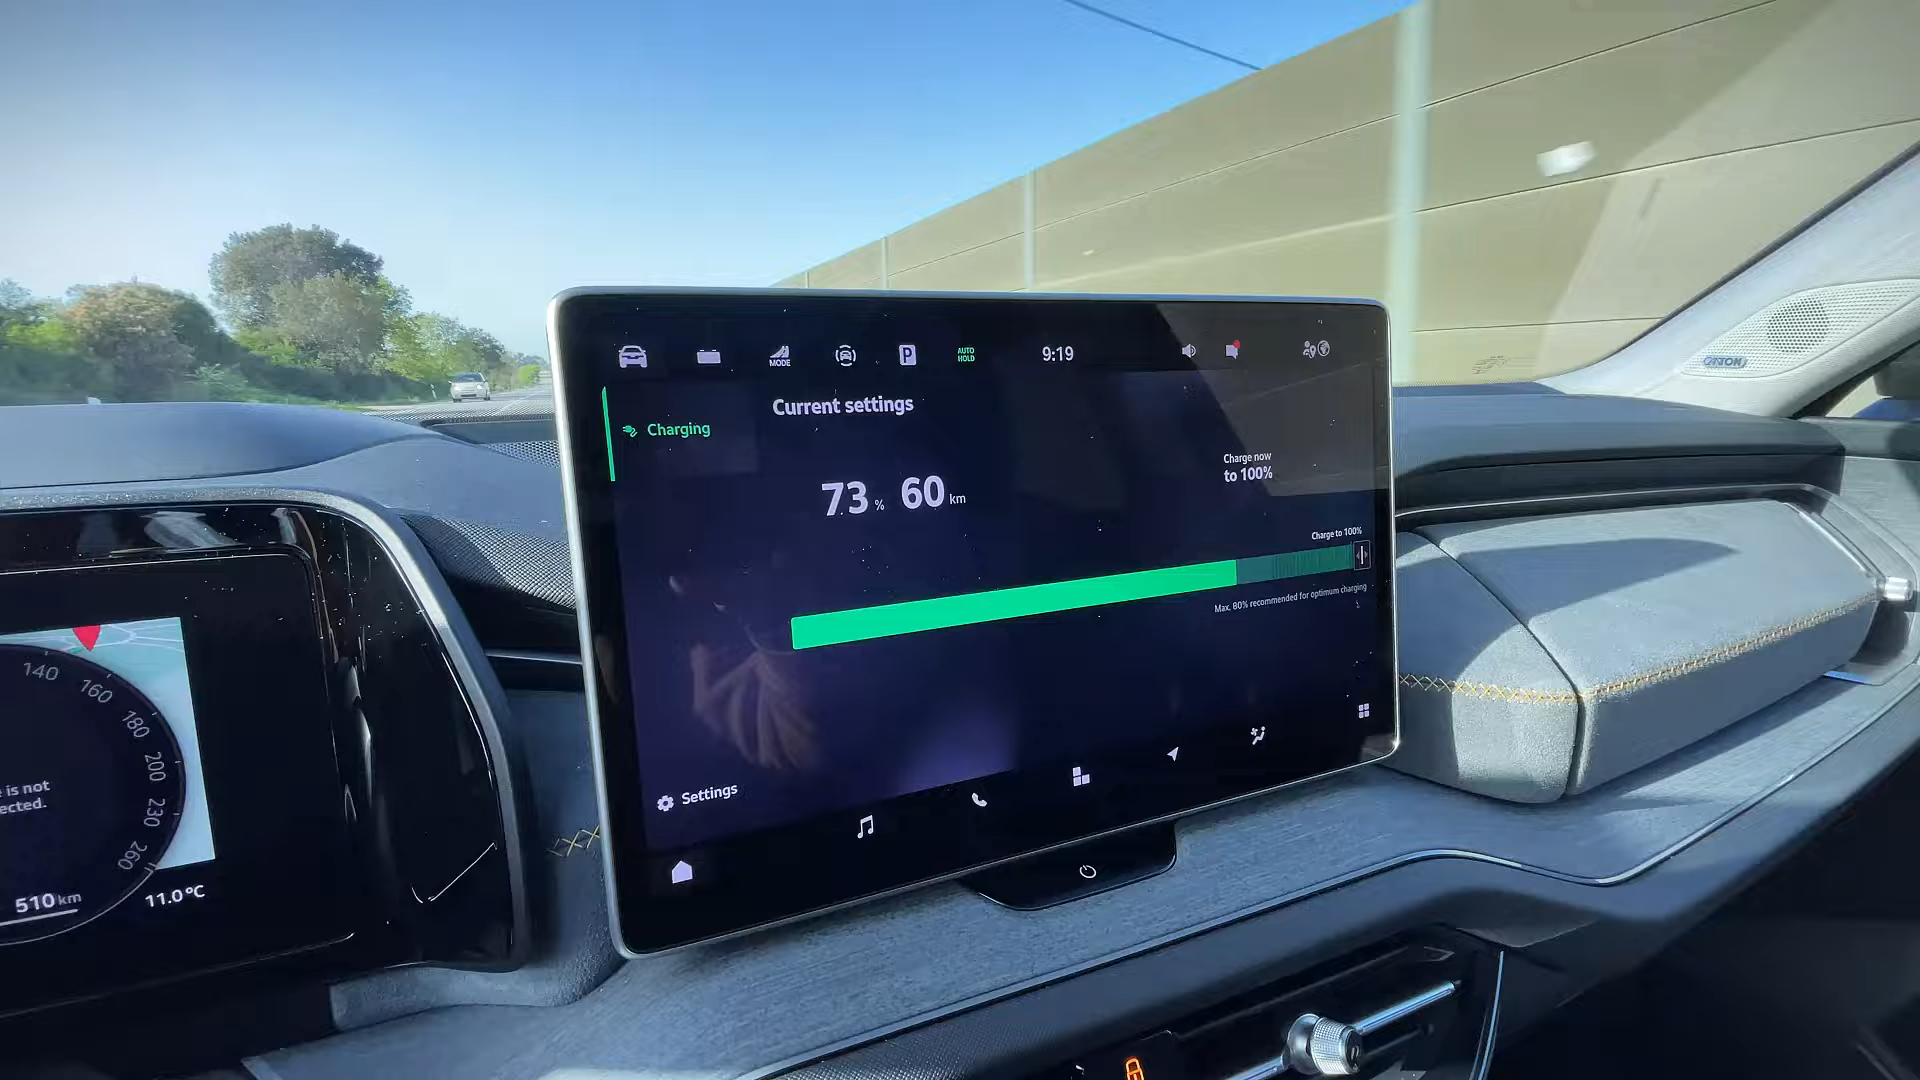 MODE
P
AUTO
HOLD
9:19
Current settings
Charging
73 % 60 km
Charge now
to 100%
Charge to 100%
Max. 80% recommended for optimum charging
Settings
140
160
180
200
230
260
is not
ected.
510 km
11.0°C
CANTON